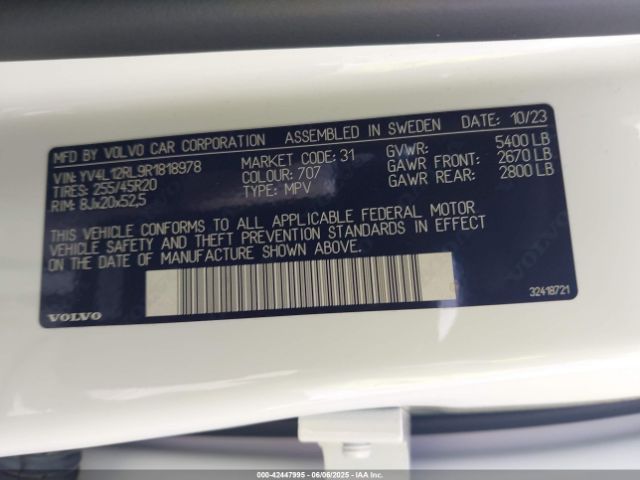 MFD. BY VOLVO CAR CORPORATION ASSEMBLED IN SWEDEN DATE: 10/23
VIN: YV4L12RL9R1818978 MARKET CODE: 31 GVWR: 5400 LB
TIRES: 255/45R20 COLOUR: 707 GAWR FRONT: 2670 LB
RIM: 8Jx20x52,5 TYPE: MPV GAWR REAR: 2800 LB
THIS VEHICLE CONFORMS TO ALL APPLICABLE FEDERAL MOTOR
VEHICLE SAFETY AND THEFT PREVENTION STANDARDS IN EFFECT
ON THE DATE OF MANUFACTURE SHOWN ABOVE.
VOLVO 32418721
000-42447995 06/06/2025 - IAA Inc.